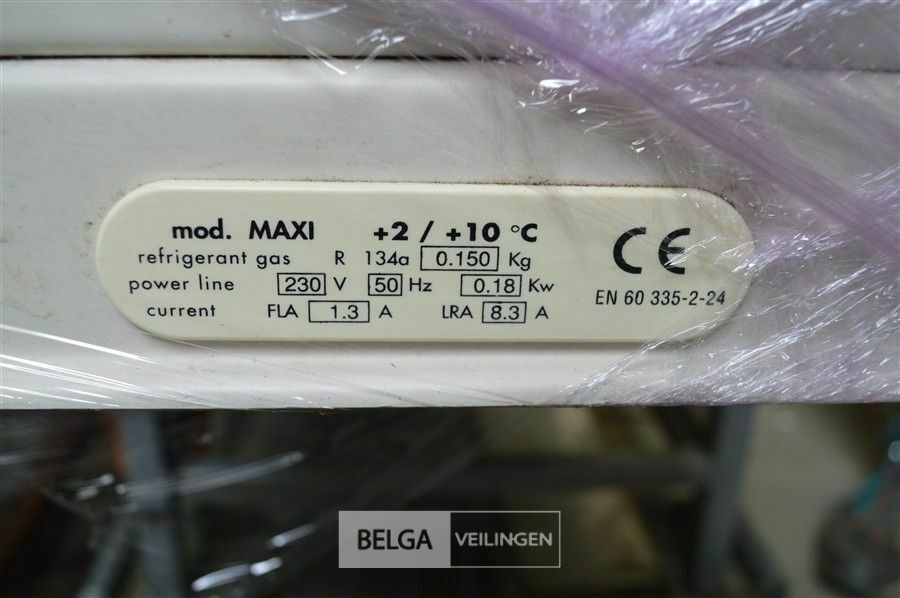 mod. MAXI +2 / +10 °C
refrigerant gas R 134a 0.150 Kg
power line 230 V 50 Hz 0.18 Kw
current FLA 1.3 A LRA 8.3 A
CE
EN 60 335-2-24
BELGA VEILINGEN